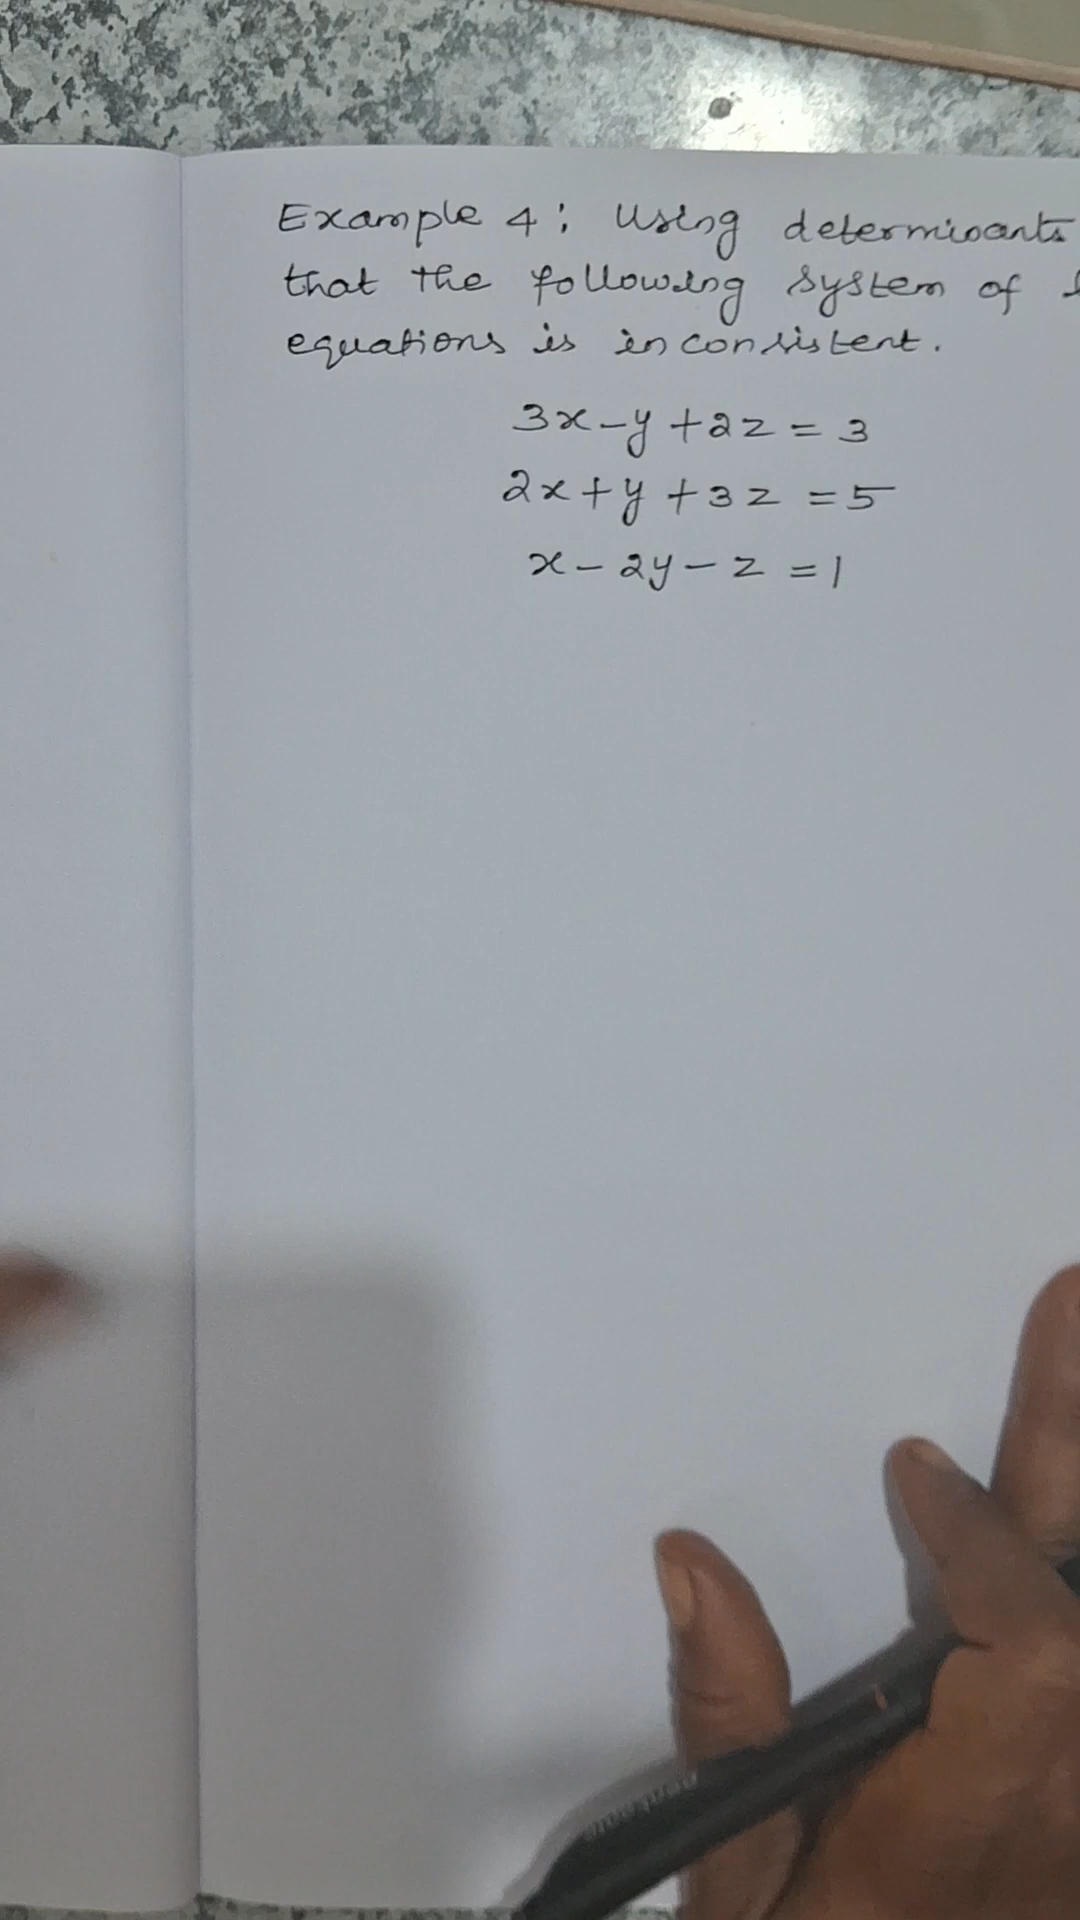 Example 4: Using determinants
that the following system of
equations is inconsistent.
3x-y+2z=3
2x+y+3z=5
x-2y-z=1